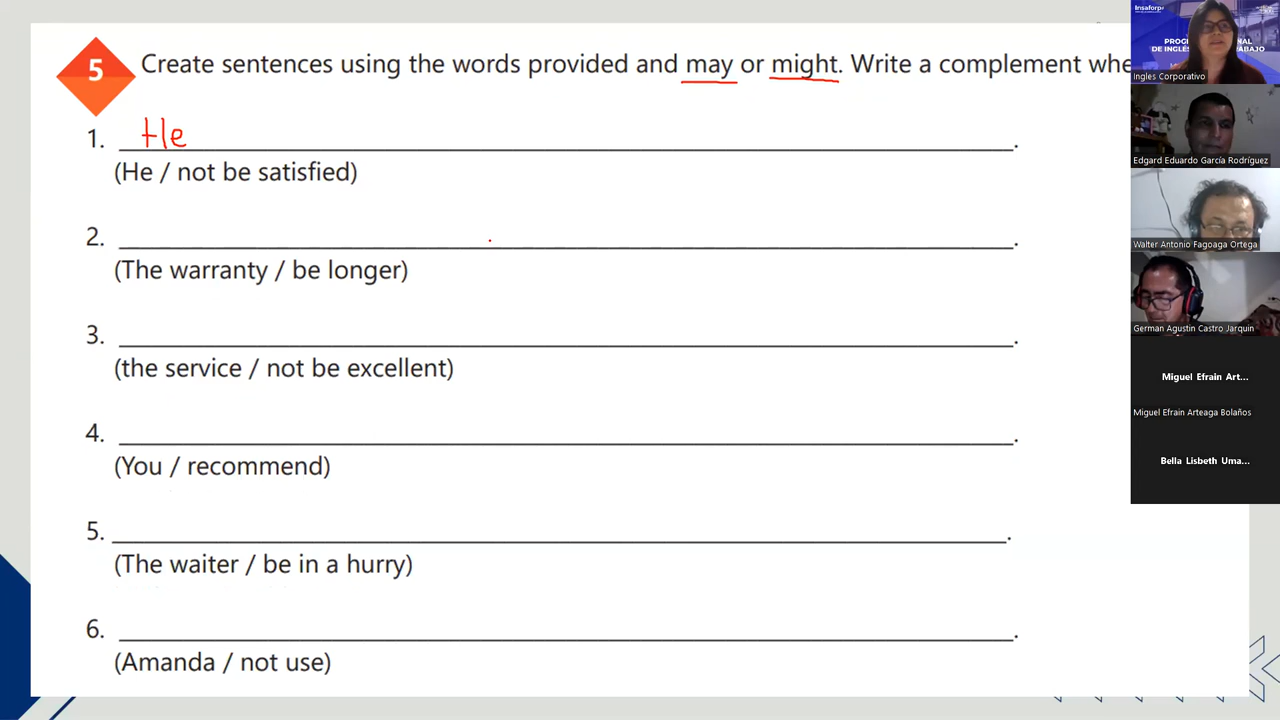 5 Create sentences using the words provided and may or might. Write a complement whe
1. He.
(He / not be satisfied)
2. .
(The warranty / be longer)
3. .
(the service / not be excellent)
4. .
(You / recommend)
5. .
(The waiter / be in a hurry)
6. .
(Amanda / not use)
Insaforp
Ingles Corporativo
Edgard Eduardo García Rodríguez
Walter Antonio Fagoaga Ortega
German Agustin Castro Jarquin
Miguel Efrain Art...
Miguel Efrain Arteaga Bolaños
Bella Lisbeth Uma...